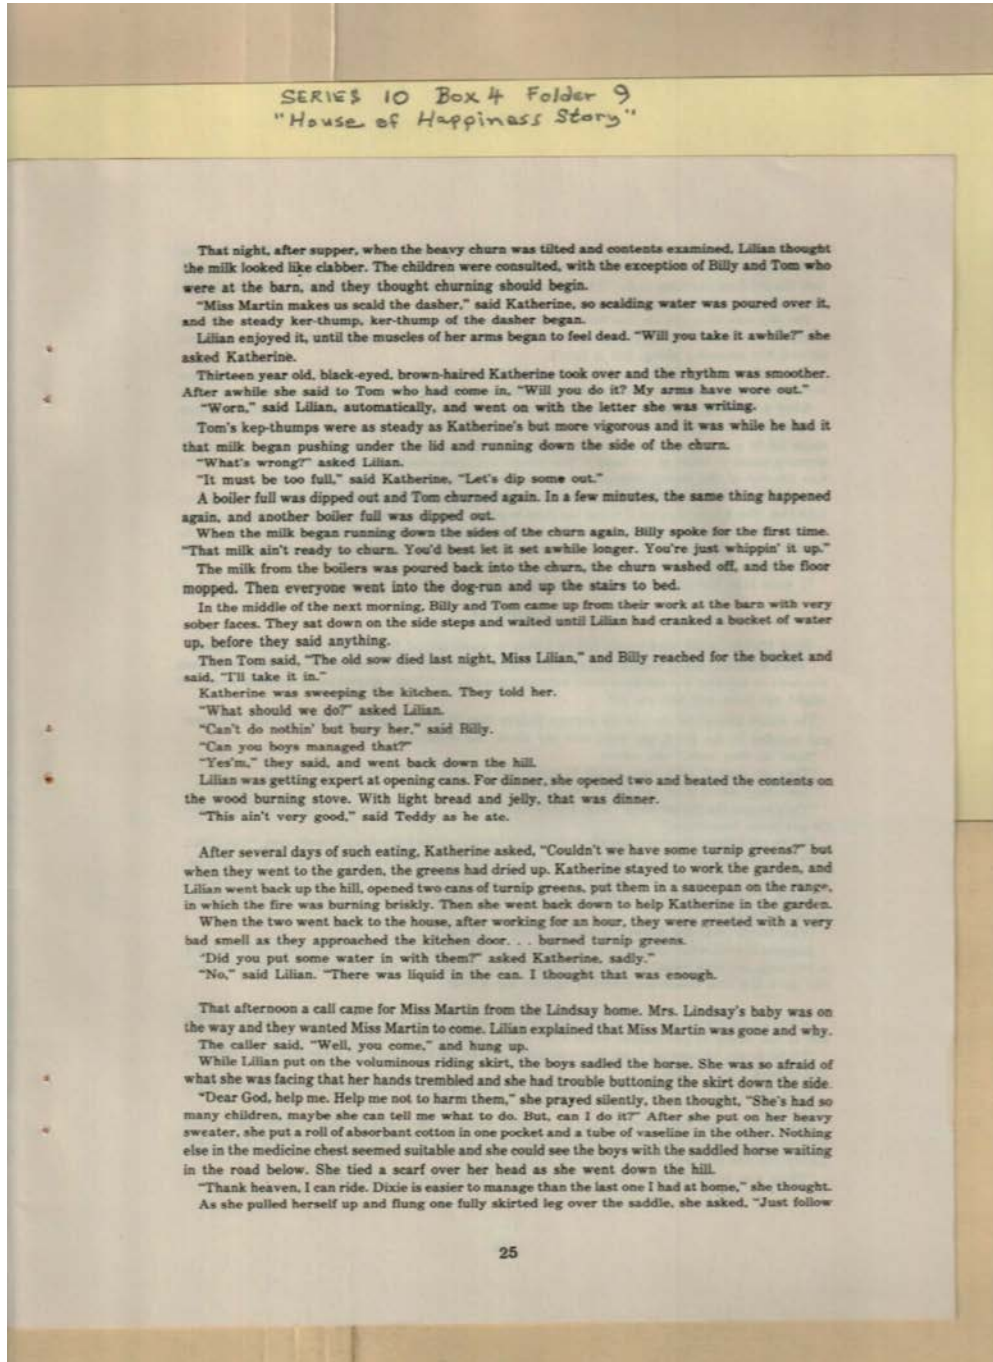 SERIES 10 Box 4 Folder 9
"House of Happiness Story"
That night, after supper, when the heavy churn was tilted and contents examined, Lilian thought
the milk looked like clabber. The children were consulted, with the exception of Billy and Tom who
were at the barn, and they thought churning should begin.
"Miss Martin makes us scald the dasher," said Katherine, so scalding water was poured over it,
and the steady ker-thump, ker-thump of the dasher began.
Lilian enjoyed it, until the muscles of her arms began to feel dead. "Will you take it awhile?" she
asked Katherine.
Thirteen year old, black-eyed, brown-haired Katherine took over and the rhythm was smoother.
After awhile she said to Tom who had come in, "Will you do it? My arms have wore out."
"Worn," said Lilian, automatically, and went on with the letter she was writing.
Tom's kep-thumps were as steady as Katherine's but more vigorous and it was while he had it
that milk began pushing under the lid and running down the side of the churn.
"What's wrong?" asked Lilian.
"It must be too full," said Katherine, "Let's dip some out."
A boiler full was dipped out and Tom churned again. In a few minutes, the same thing happened
again, and another boiler full was dipped out.
When the milk began running down the sides of the churn again, Billy spoke for the first time.
"That milk ain't ready to churn. You'd best let it set awhile longer. You're just whippin' it up."
The milk from the boilers was poured back into the churn, the churn washed off, and the floor
mopped. Then everyone went into the dog-run and up the stairs to bed.
In the middle of the next morning, Billy and Tom came up from their work at the barn with very
sober faces. They sat down on the side steps and waited until Lilian had cranked a bucket of water
up, before they said anything.
Then Tom said, "The old sow died last night, Miss Lilian," and Billy reached for the bucket and
said, "I'll take it in."
Katherine was sweeping the kitchen. They told her.
"What should we do?" asked Lilian.
"Can't do nothin' but bury her," said Billy.
"Can you boys managed that?"
"Yes'm," they said, and went back down the hill.
Lilian was getting expert at opening cans. For dinner, she opened two and heated the contents on
the wood burning stove. With light bread and jelly, that was dinner.
"This ain't very good," said Teddy as he ate.
After several days of such eating, Katherine asked, "Couldn't we have some turnip greens?" but
when they went to the garden, the greens had dried up. Katherine stayed to work the garden, and
Lilian went back up the hill, opened two cans of turnip greens, put them in a saucepan on the range,
in which the fire was burning briskly. Then she went back down to help Katherine in the garden.
When the two went back to the house, after working for an hour, they were greeted with a very
bad smell as they approached the kitchen door. . . burned turnip greens.
"Did you put some water in with them?" asked Katherine, sadly."
"No," said Lilian. "There was liquid in the can. I thought that was enough.
That afternoon a call came for Miss Martin from the Lindsay home. Mrs. Lindsay's baby was on
the way and they wanted Miss Martin to come. Lilian explained that Miss Martin was gone and why.
The caller said, "Well, you come," and hung up.
While Lilian put on the voluminous riding skirt, the boys sadled the horse. She was so afraid of
what she was facing that her hands trembled and she had trouble buttoning the skirt down the side.
"Dear God, help me. Help me not to harm them," she prayed silently, then thought, "She's had so
many children, maybe she can tell me what to do. But, can I do it?" After she put on her heavy
sweater, she put a roll of absorbant cotton in one pocket and a tube of vaseline in the other. Nothing
else in the medicine chest seemed suitable and she could see the boys with the saddled horse waiting
in the road below. She tied a scarf over her head as she went down the hill.
"Thank heaven, I can ride. Dixie is easier to manage than the last one I had at home," she thought.
As she pulled herself up and flung one fully skirted leg over the saddle, she asked, "Just follow
25